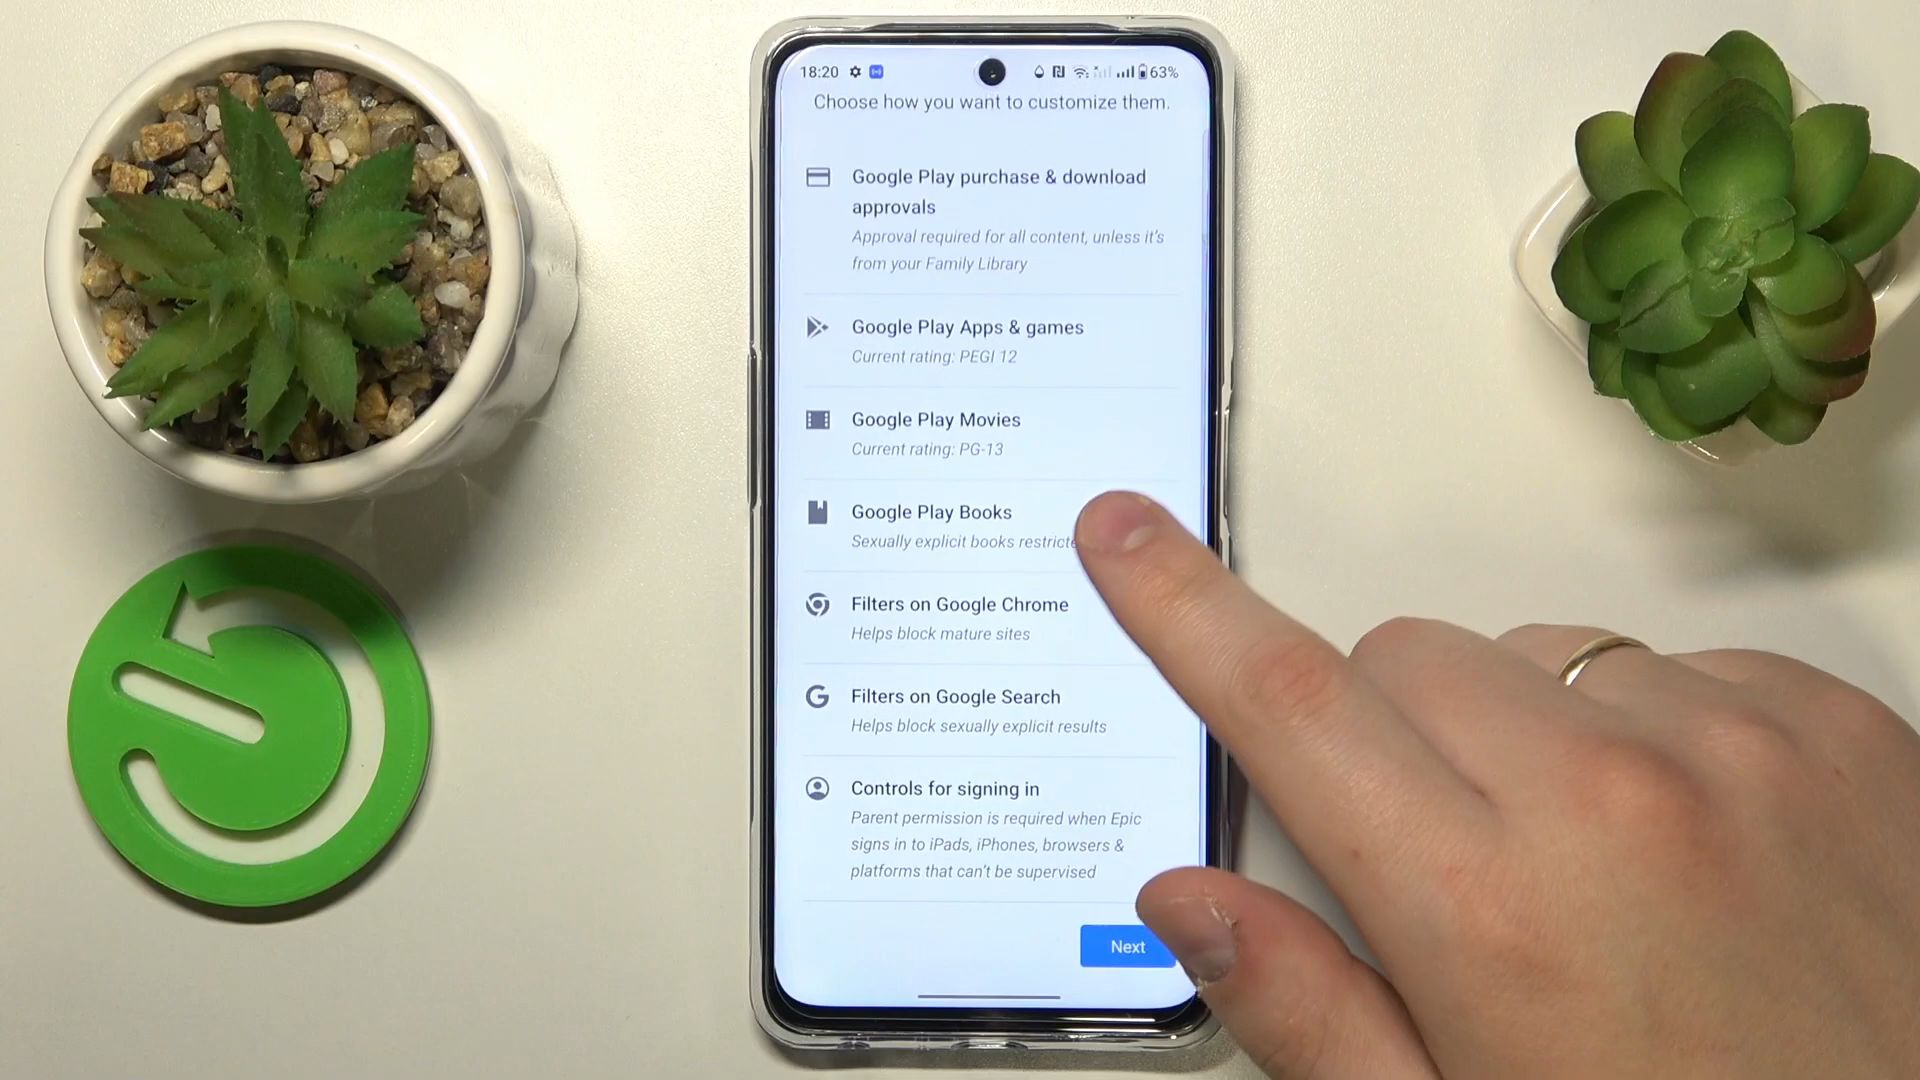 18:20 63%
Choose how you want to customize them.
Google Play purchase & download
approvals
Approval required for all content, unless it's
from your Family Library
Google Play Apps & games
Current rating: PEGI 12
Google Play Movies
Current rating: PG-13
Google Play Books
Sexually explicit books
Filters on Google Chrome
Helps block mature sites
Filters on Google Search
Helps block sexually explicit results
Controls for signing in
Parent permission is required when Epic
signs in to iPads, iPhones, browsers &
platforms that can't be supervised
Next